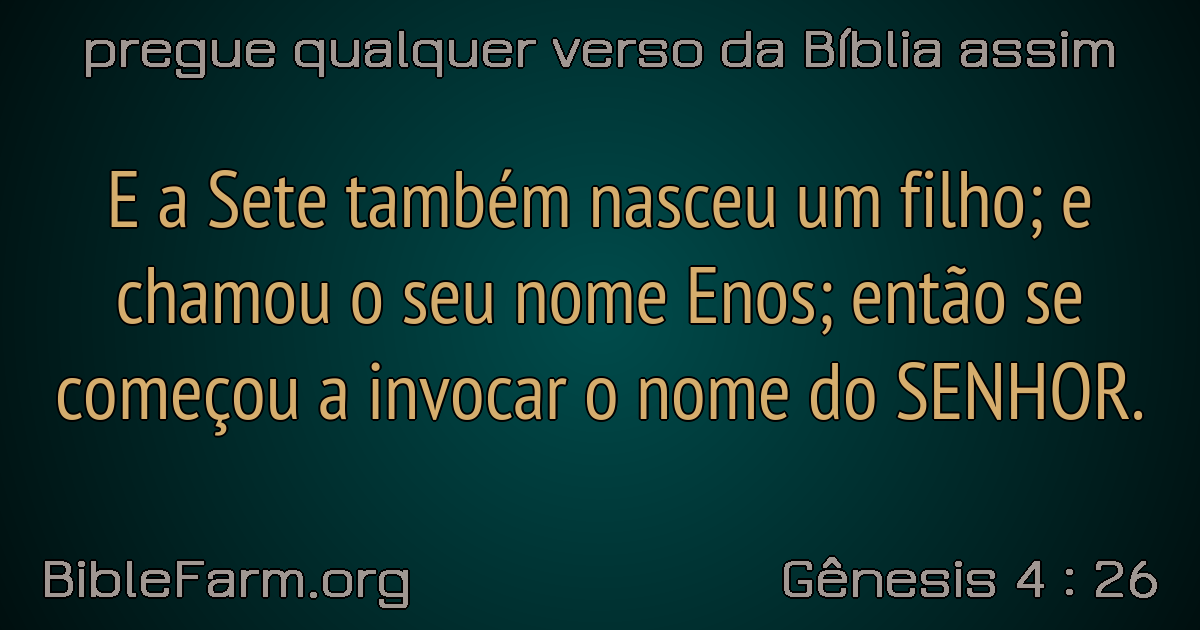 pregue qualquer verso da Bíblia assim
E a Sete também nasceu um filho; e
chamou o seu nome Enos; então se
começou a invocar o nome do SENHOR.
BibleFarm.org
Gênesis 4 : 26